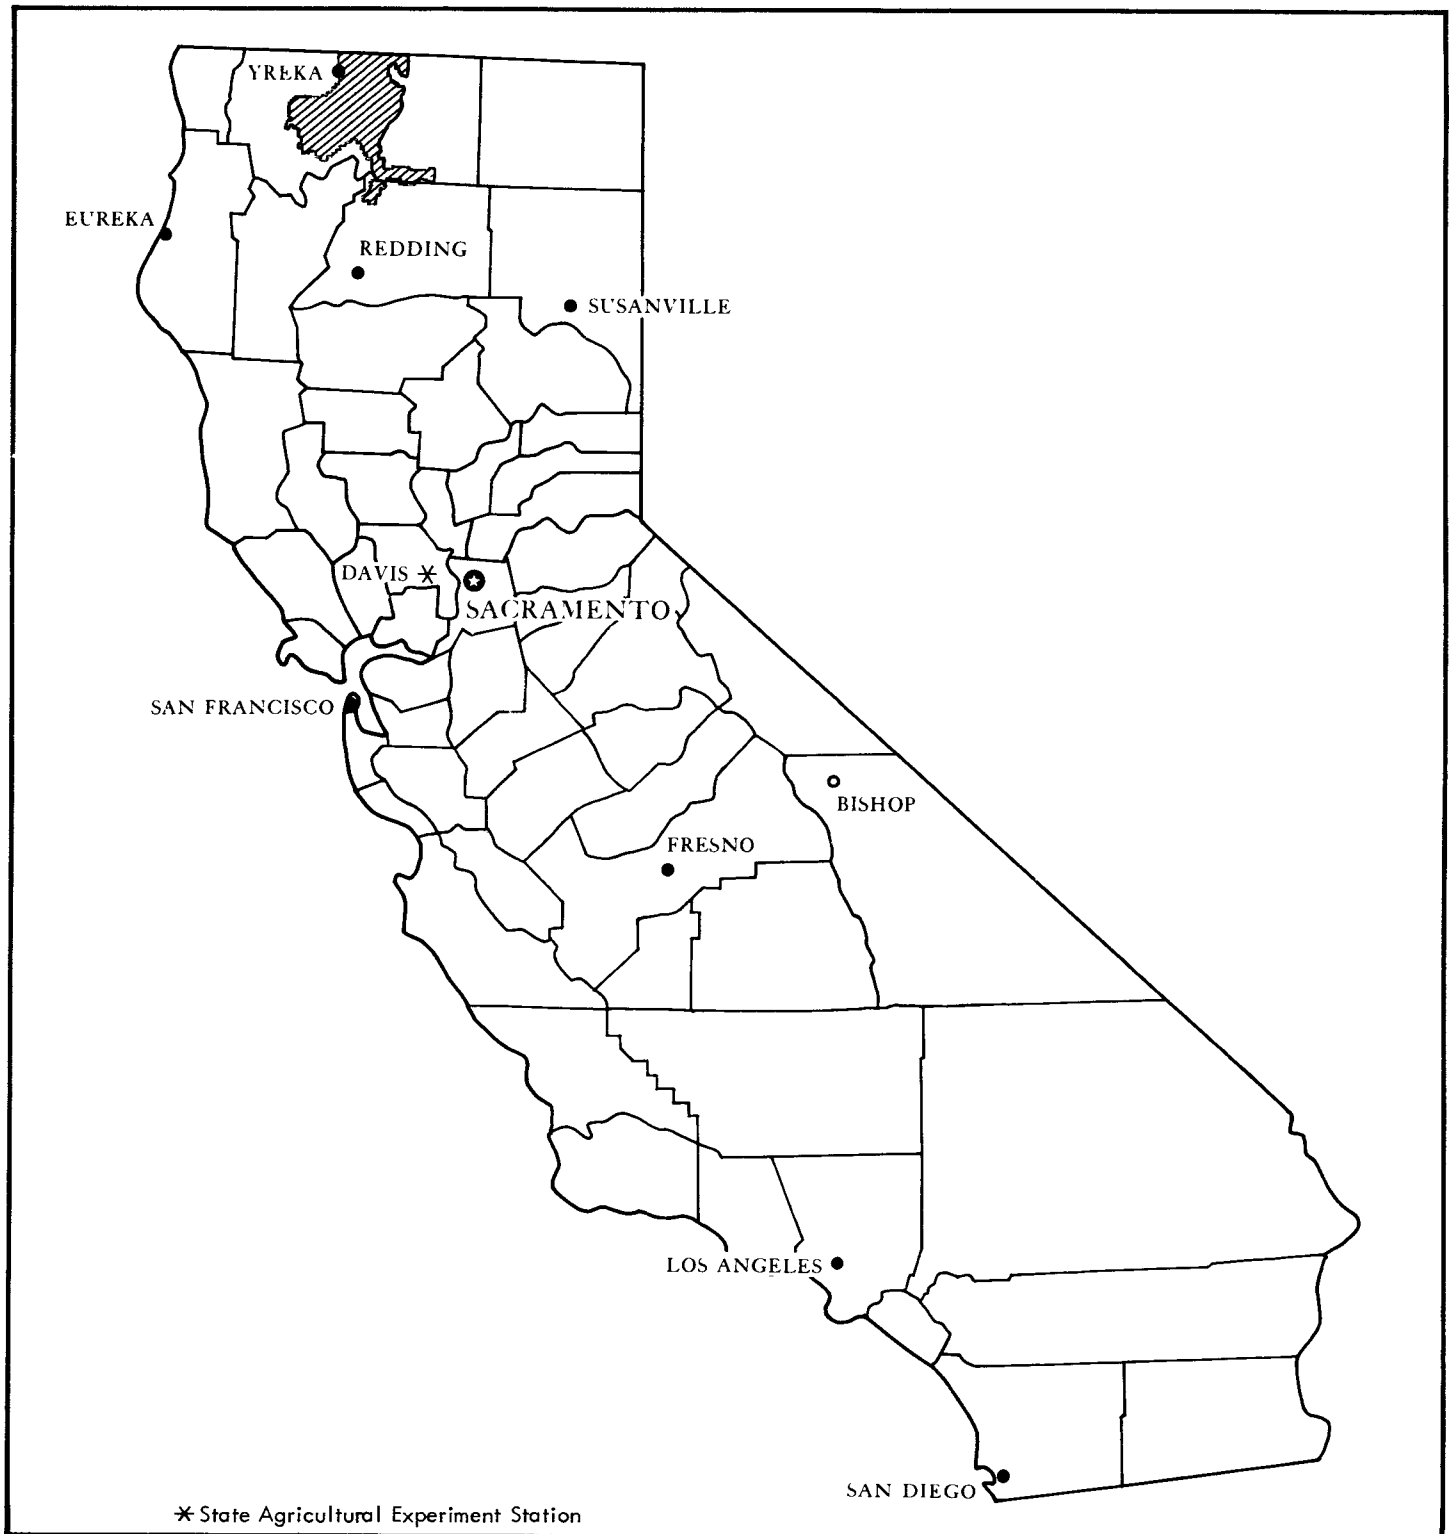 YREKA
EUREKA
REDDING
SUSANVILLE
DAVIS
SACRAMENTO
SAN FRANCISCO
BISHOP
FRESNO
LOS ANGELES
SAN DIEGO
* State Agricultural Experiment Station